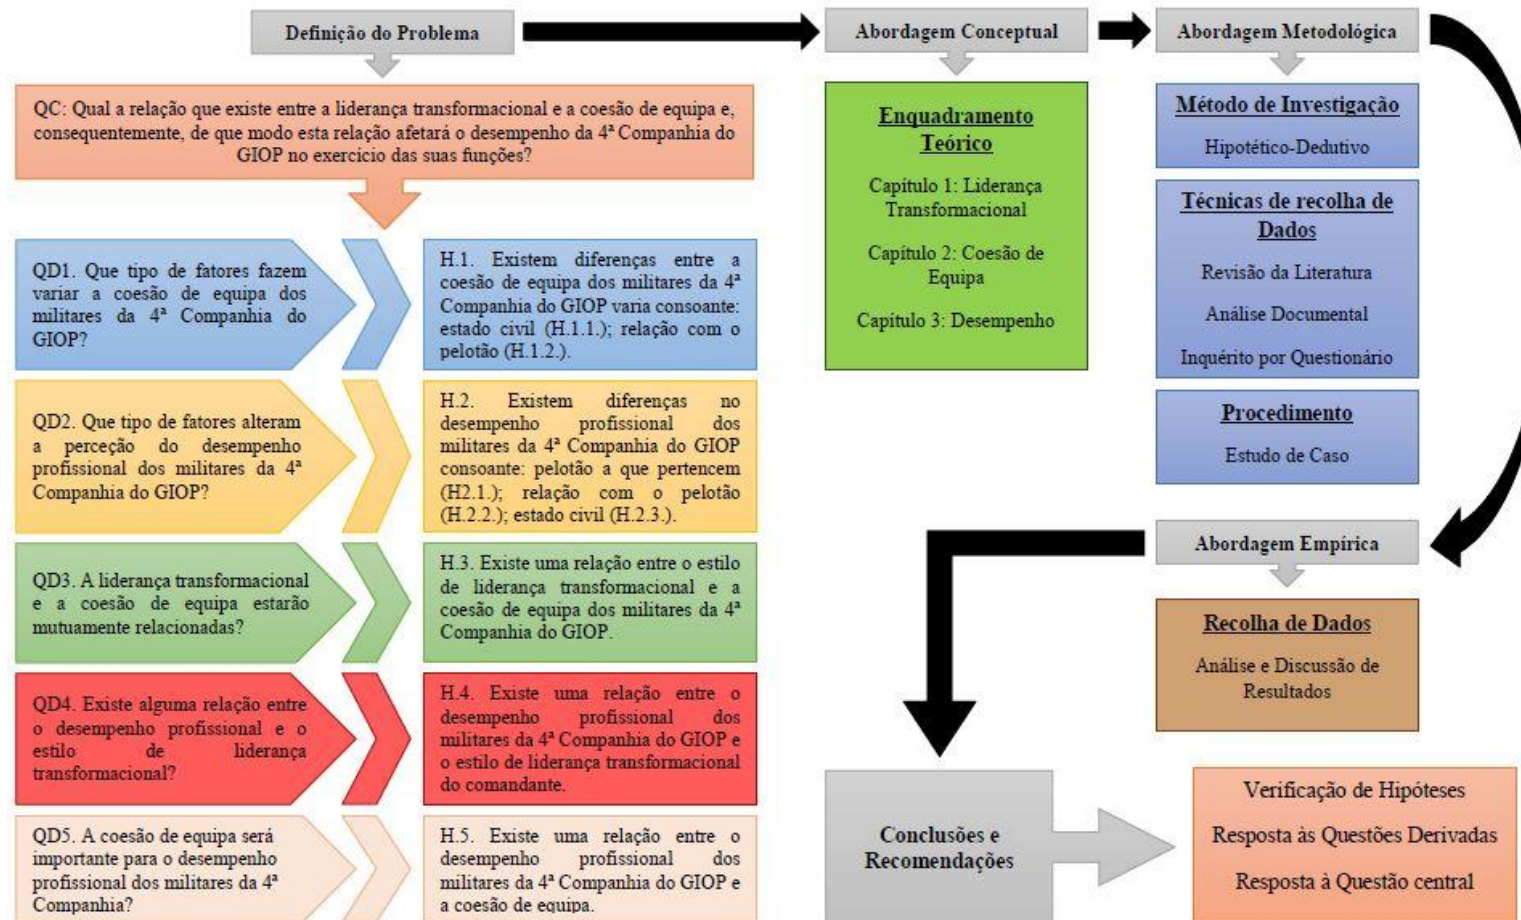 Definição do Problema
QC: Qual a relação que existe entre a liderança transformacional e a coesão de equipa e,
consequentemente, de que modo esta relação afetará o desempenho da 4ª Companhia do
GIOP no exercício das suas funções?
QD1. Que tipo de fatores fazem
variar a coesão de equipa dos
militares da 4ª Companhia do
GIOP?
H.1. Existem diferenças entre a
coesão de equipa dos militares da 4ª
Companhia do GIOP varia consoante:
estado civil (H.1.1.); relação com o
pelotão (H.1.2.).
QD2. Que tipo de fatores alteram
a perceção do desempenho
profissional dos militares da 4ª
Companhia do GIOP?
H.2. Existem diferenças no
desempenho profissional dos
militares da 4ª Companhia do GIOP
consoante: pelotão a que pertencem
(H2.1.); relação com o pelotão
(H.2.2.); estado civil (H.2.3.).
QD3. A liderança transformacional
e a coesão de equipa estarão
mutuamente relacionadas?
H.3. Existe uma relação entre o estilo
de liderança transformacional e a
coesão de equipa dos militares da 4ª
Companhia do GIOP.
QD4. Existe alguma relação entre
o desempenho profissional e o
estilo de liderança
transformacional?
H.4. Existe uma relação entre o
desempenho profissional dos
militares da 4ª Companhia do GIOP e
o estilo de liderança transformacional
do comandante.
QD5. A coesão de equipa será
importante para o desempenho
profissional dos militares da 4ª
Companhia?
H.5. Existe uma relação entre o
desempenho profissional dos
militares da 4ª Companhia do GIOP e
a coesão de equipa.
Abordagem Conceptual
Enquadramento
Teórico
Capítulo 1: Liderança
Transformacional
Capítulo 2: Coesão de
Equipa
Capítulo 3: Desempenho
Abordagem Metodológica
Método de Investigação
Hipotético-Dedutivo
Técnicas de recolha de
Dados
Revisão da Literatura
Análise Documental
Inquérito por Questionário
Procedimento
Estudo de Caso
Abordagem Empírica
Recolha de Dados
Análise e Discussão de
Resultados
Conclusões e
Recomendações
Verificação de Hipóteses
Resposta às Questões Derivadas
Resposta à Questão central